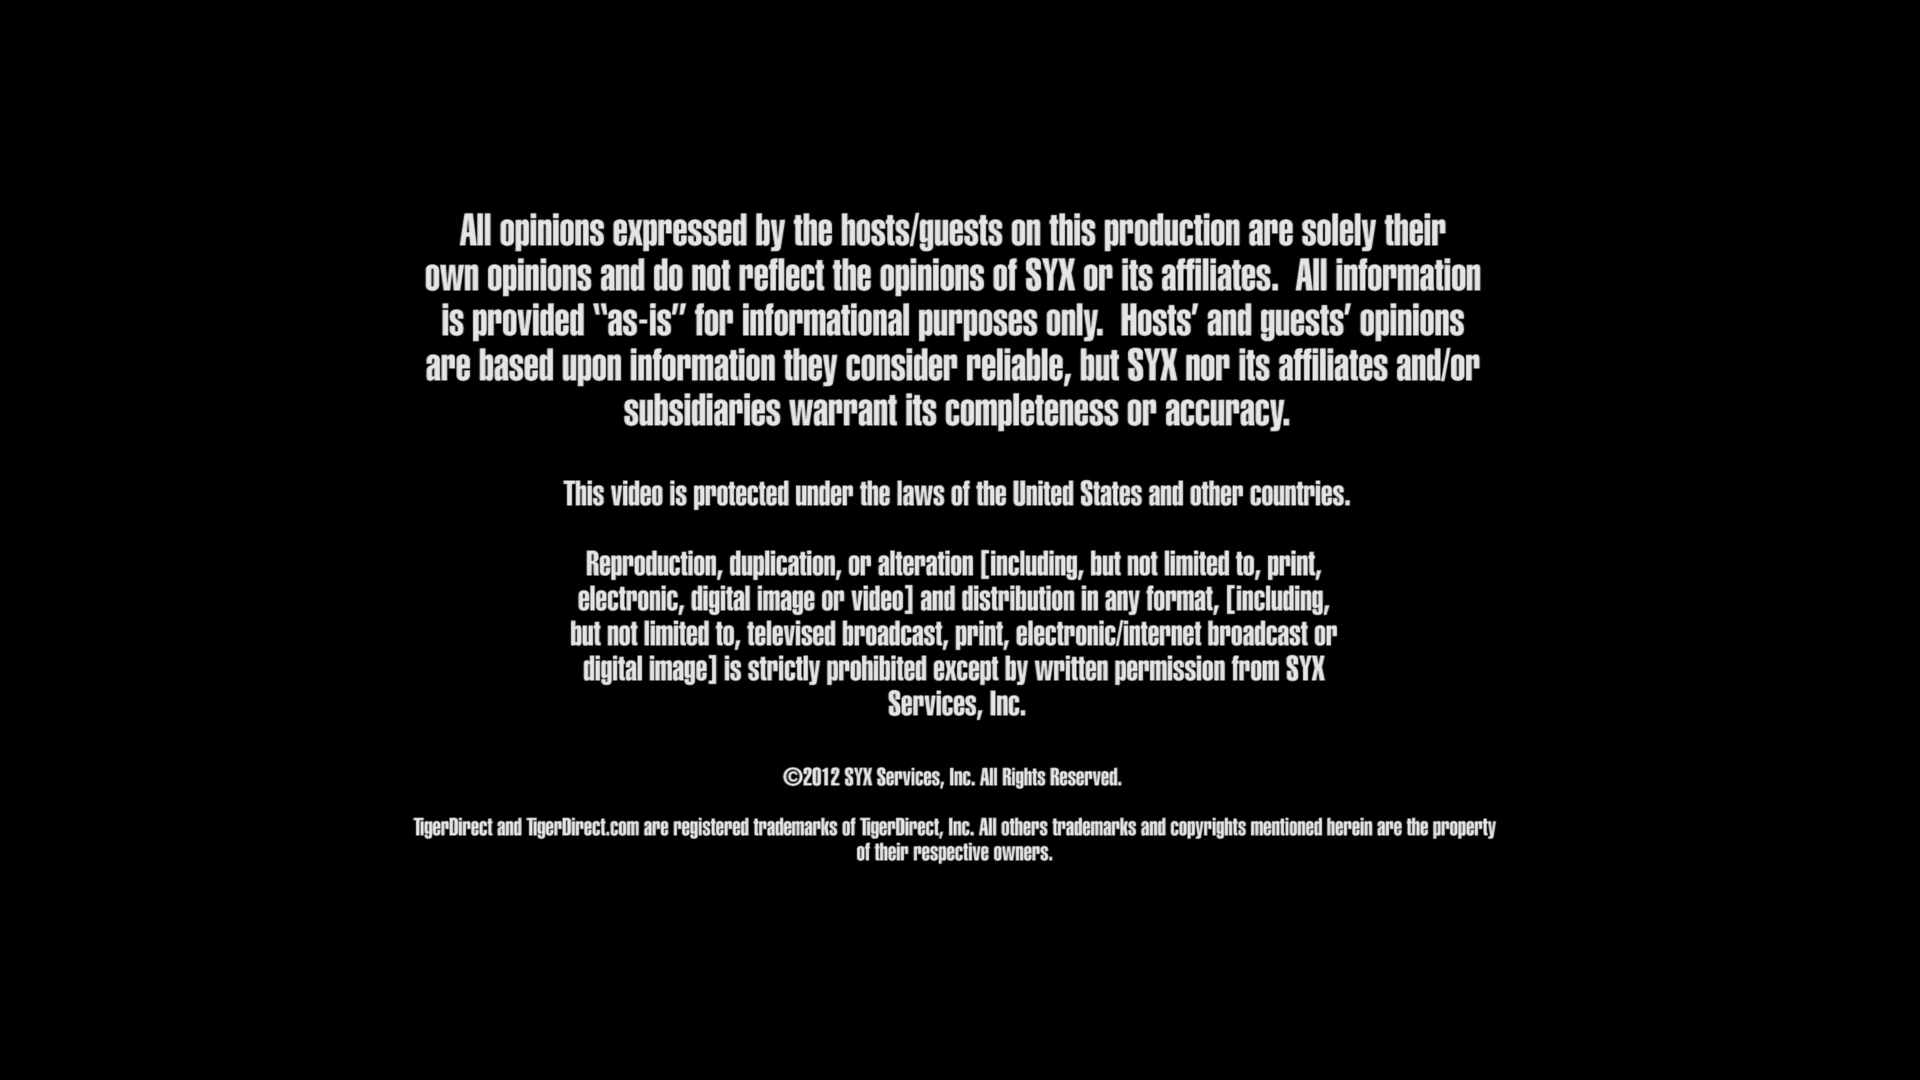 All opinions expressed by the hosts/guests on this production are solely their
own opinions and do not reflect the opinions of SYX or its affiliates.  All information
is provided “as-is” for informational purposes only.  Hosts’ and guests’ opinions
are based upon information they consider reliable, but SYX nor its affiliates and/or
subsidiaries warrant its completeness or accuracy.
This video is protected under the laws of the United States and other countries.
Reproduction, duplication, or alteration [including, but not limited to, print,
electronic, digital image or video] and distribution in any format, [including,
but not limited to, televised broadcast, print, electronic/internet broadcast or
digital image] is strictly prohibited except by written permission from SYX
Services, Inc.
©2012 SYX Services, Inc. All Rights Reserved.
TigerDirect and TigerDirect.com are registered trademarks of TigerDirect, Inc. All others trademarks and copyrights mentioned herein are the property
of their respective owners.